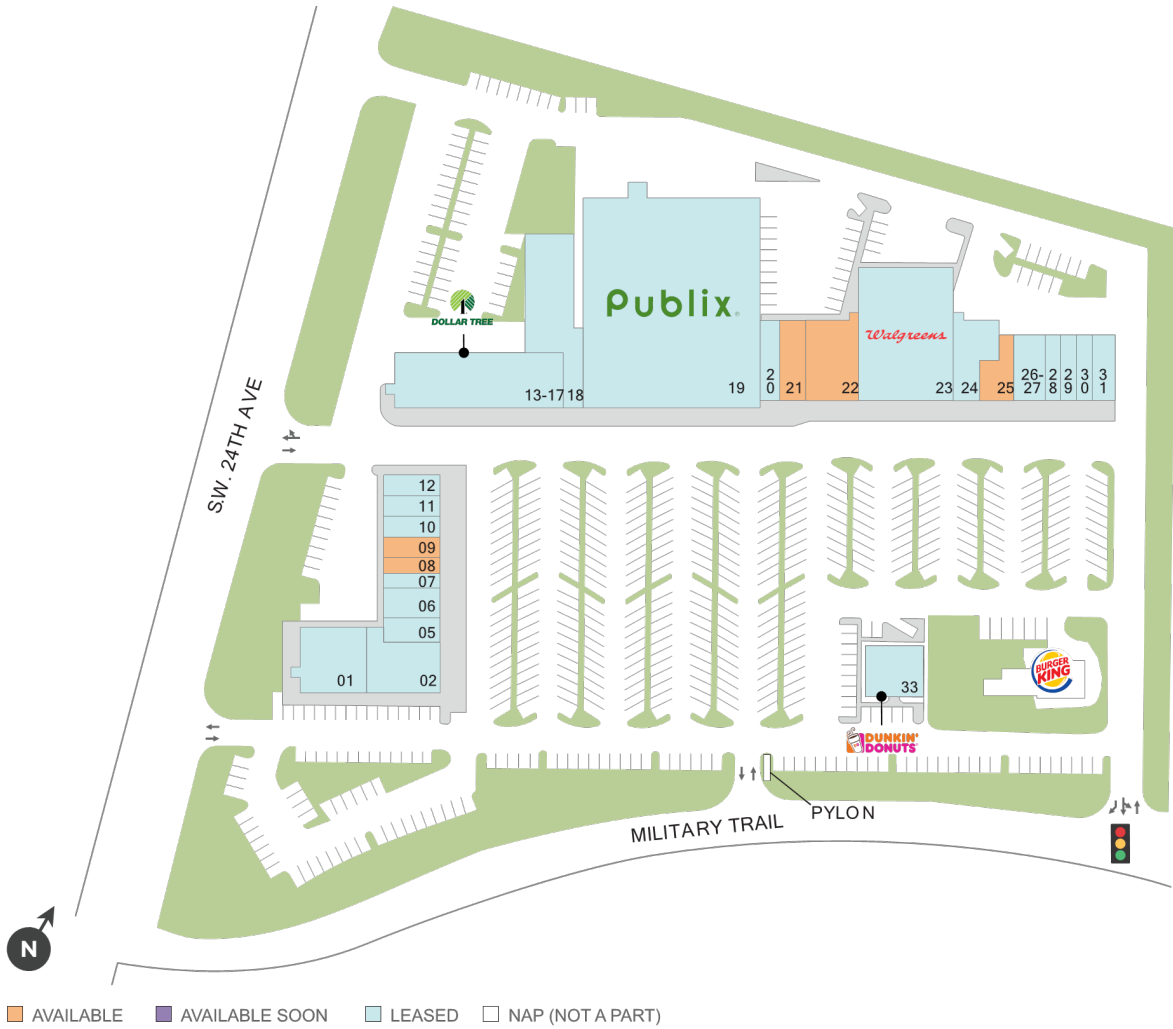 Publix
DOLLAR TREE
Walgreens
13-17
18
19
20
21
22
23
24
25
26-
27
28
29
30
31
S.W. 24TH AVE
12
11
10
09
08
07
06
05
01
02
33
BURGER
KING
DUNKIN'
DONUTS
PYLON
MILITARY TRAIL
N
AVAILABLE
AVAILABLE SOON
LEASED
NAP (NOT A PART)